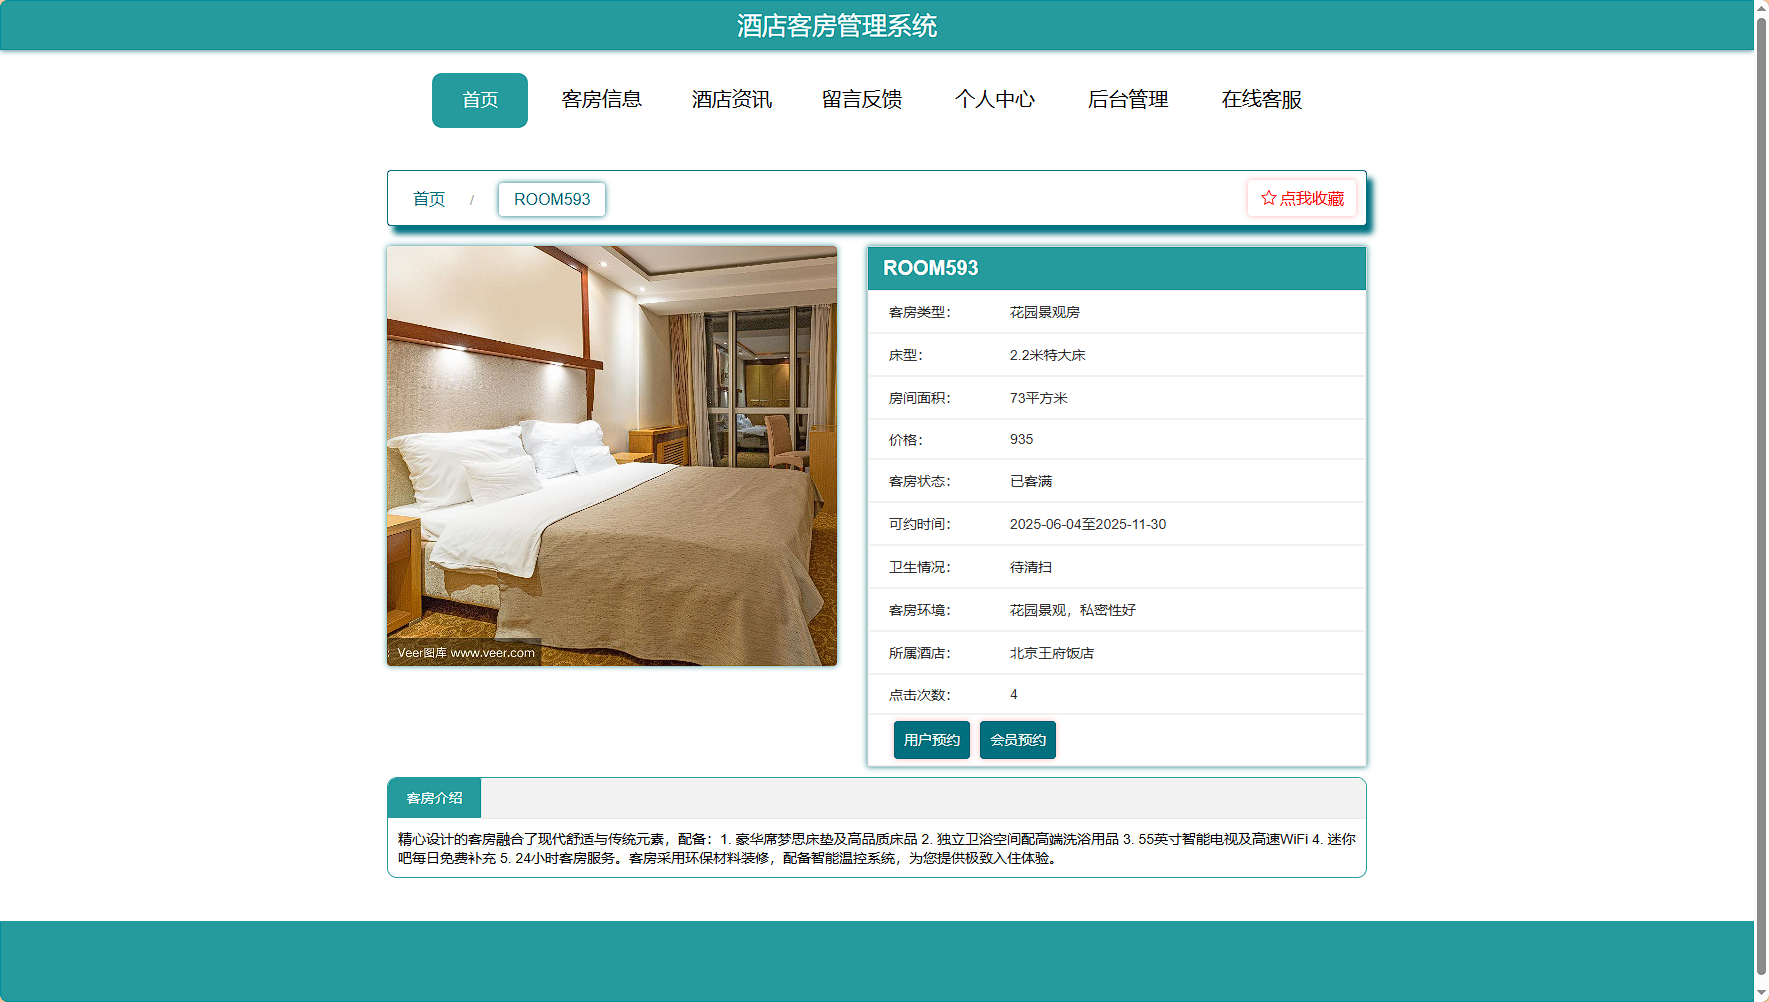 酒店客房管理系统
首页 客房信息 酒店资讯 留言反馈 个人中心 后台管理 在线客服
首页 / ROOM593 ☆点我收藏
ROOM593
客房类型： 花园景观房
床型： 2.2米特大床
房间面积： 73平方米
价格： 935
客房状态： 已客满
可约时间： 2025-06-04至2025-11-30
卫生情况： 待清扫
客房环境： 花园景观，私密性好
所属酒店： 北京王府饭店
点击次数： 4
用户预约 会员预约
Veer图库 www.veer.com
客房介绍
精心设计的客房融合了现代舒适与传统元素，配备：1. 豪华席梦思床垫及高品质床品 2. 独立卫浴空间配高端洗浴用品 3. 55英寸智能电视及高速WiFi 4. 迷你
吧每日免费补充 5. 24小时客房服务。客房采用环保材料装修，配备智能温控系统，为您提供极致入住体验。